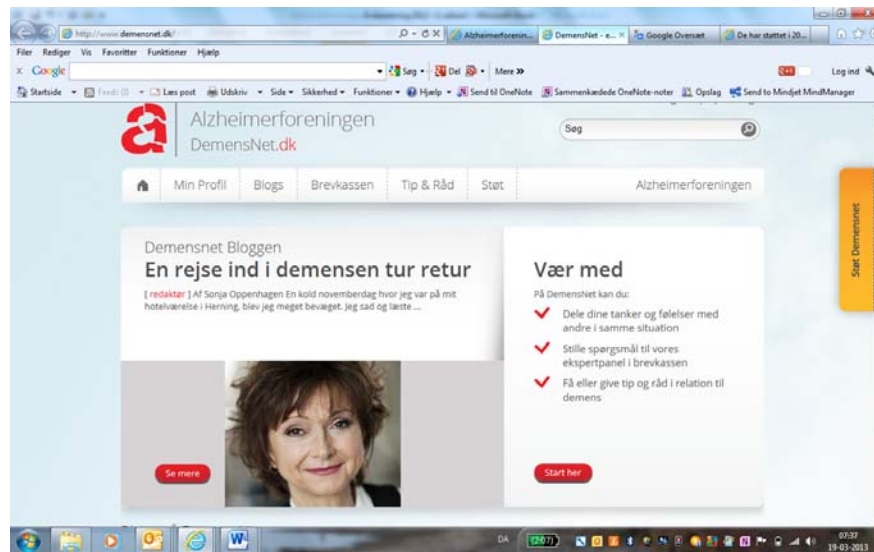 http://www.demensnet.dk/
Alzheimerforenin...
DemensNet - e...
Google Oversæt
De har støttet i 20...
Filer Rediger Vis Favoritter Funktioner Hjælp
x Google
Søg
Del
Mere »
Log ind
Startside
Feeds (J)
Læs post
Udskriv
Side
Sikkerhed
Funktioner
Hjælp
Send til OneNote
Sammenkædede OneNote-noter
Opslag
Send to Mindjet MindManager
Alzheimerforeningen
DemensNet.dk
Søg
Min Profil Blogs Brevkassen Tip & Råd Støt Alzheimerforeningen
Støt Demensnet
Demensnet Bloggen
En rejse ind i demensen tur retur
[ redaktør ] Af Sonja Oppenhagen En kold novemberdag hvor jeg var på mit
hotelværelse i Herning, blev jeg meget bevæget. Jeg sad og læste ...
Se mere
Vær med
På DemensNet kan du:
Dele dine tanker og følelser med
andre i samme situation
Stille spørgsmål til vores
ekspertpanel i brevkassen
Få eller give tip og råd i relation til
demens
Start her
DA
(2:07)
07:37
19-03-2013